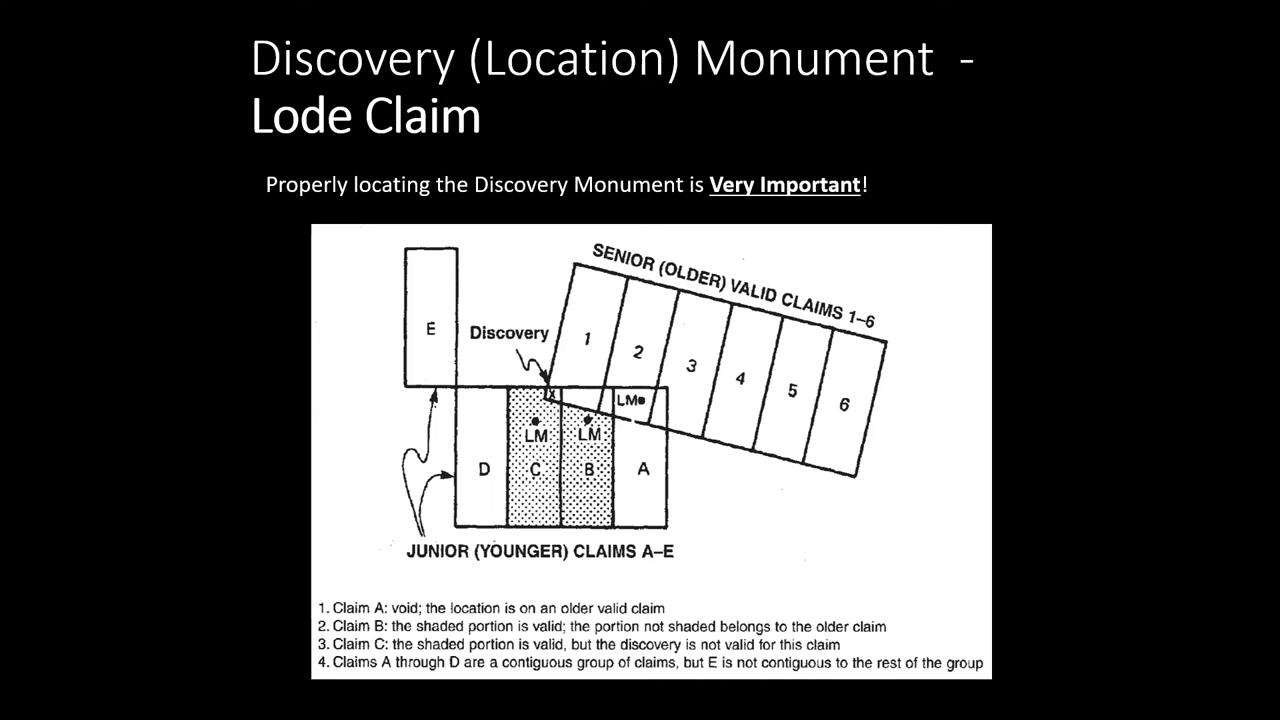 Discovery (Location) Monument -
Lode Claim
Properly locating the Discovery Monument is Very Important!
SENIOR (OLDER) VALID CLAIMS 1–6
E
Discovery
1
2
3
4
5
6
X
LM
LM
LM
D
C
B
A
JUNIOR (YOUNGER) CLAIMS A–E
1. Claim A: void; the location is on an older valid claim
2. Claim B: the shaded portion is valid; the portion not shaded belongs to the older claim
3. Claim C: the shaded portion is valid, but the discovery is not valid for this claim
4. Claims A through D are a contiguous group of claims, but E is not contiguous to the rest of the group